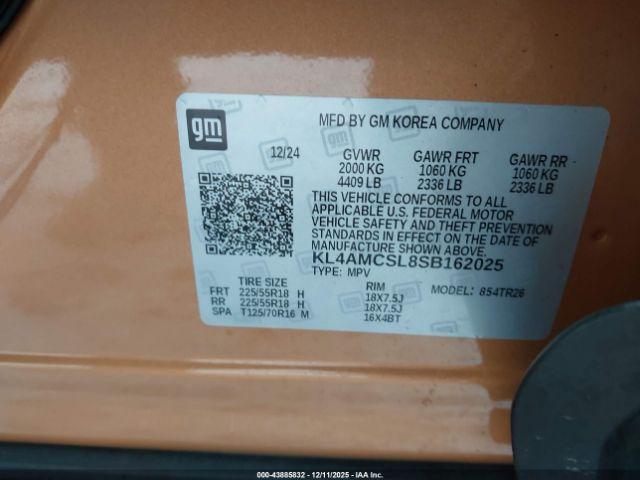 gm
MFD BY GM KOREA COMPANY
12/24 GVWR GAWR FRT GAWR RR
2000 KG 1060 KG 1060 KG
4409 LB 2336 LB 2336 LB
THIS VEHICLE CONFORMS TO ALL
APPLICABLE U.S. FEDERAL MOTOR
VEHICLE SAFETY AND THEFT PREVENTION
STANDARDS IN EFFECT ON THE DATE OF
MANUFACTURE SHOWN ABOVE.
KL4AMCSL8SB162025
TYPE: MPV
TIRE SIZE RIM MODEL: 854TR26
FRT 225/55R18 H 18X7.5J
RR 225/55R18 H 18X7.5J
SPA T125/70R16 M 16X4BT
000-43885832 - 12/11/2025 - IAA Inc.